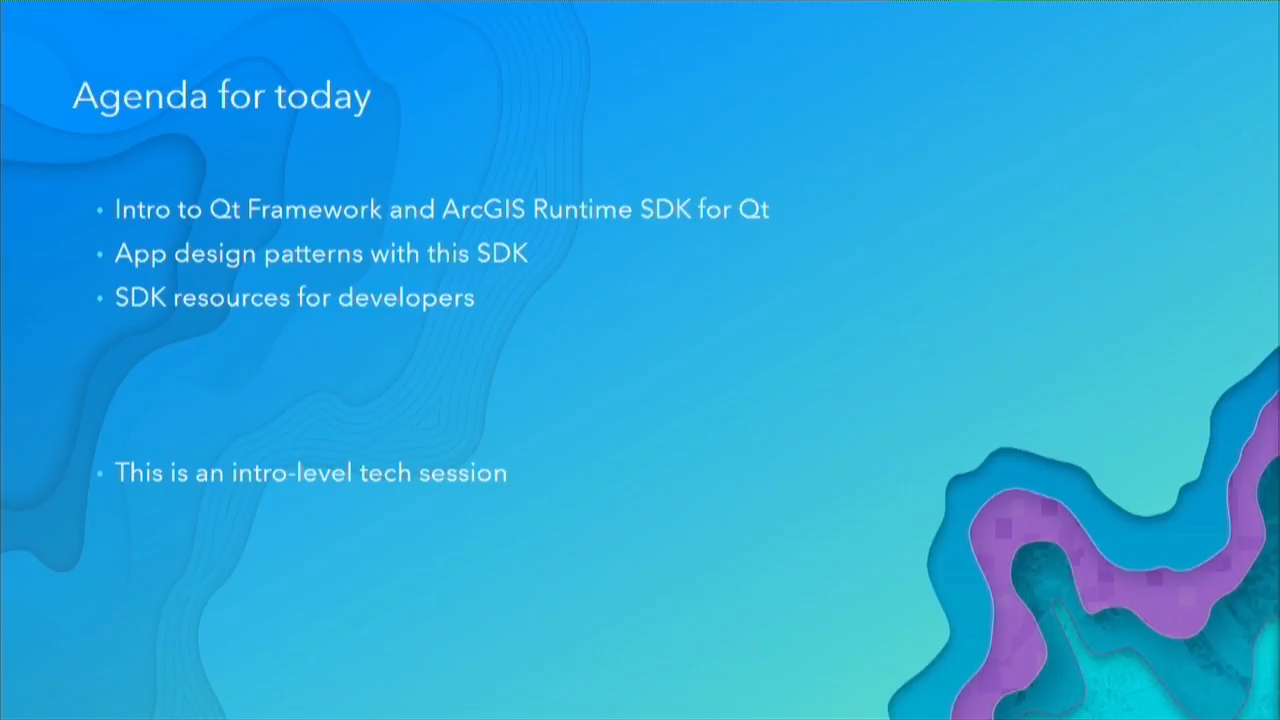 Agenda for today
• Intro to Qt Framework and ArcGIS Runtime SDK for Qt
• App design patterns with this SDK
• SDK resources for developers
• This is an intro-level tech session